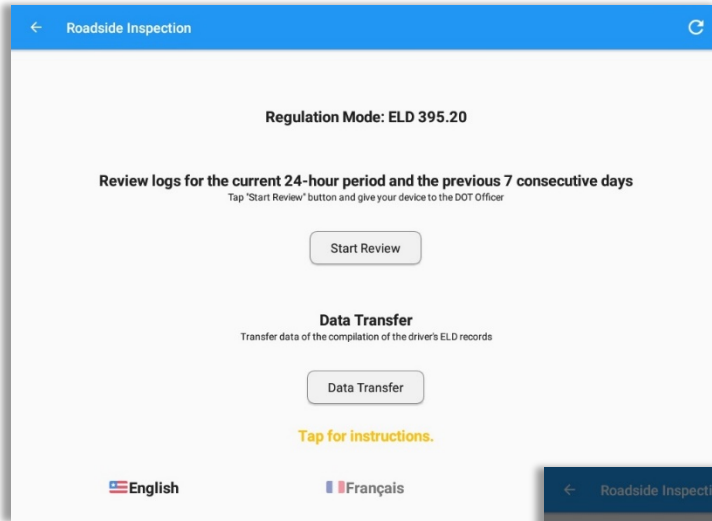 Roadside Inspection
Regulation Mode: ELD 395.20
Review logs for the current 24-hour period and the previous 7 consecutive days
Tap "Start Review" button and give your device to the DOT Officer
Start Review
Data Transfer
Transfer data of the compilation of the driver's ELD records
Data Transfer
Tap for instructions.
English
Français
Roadside Inspecti